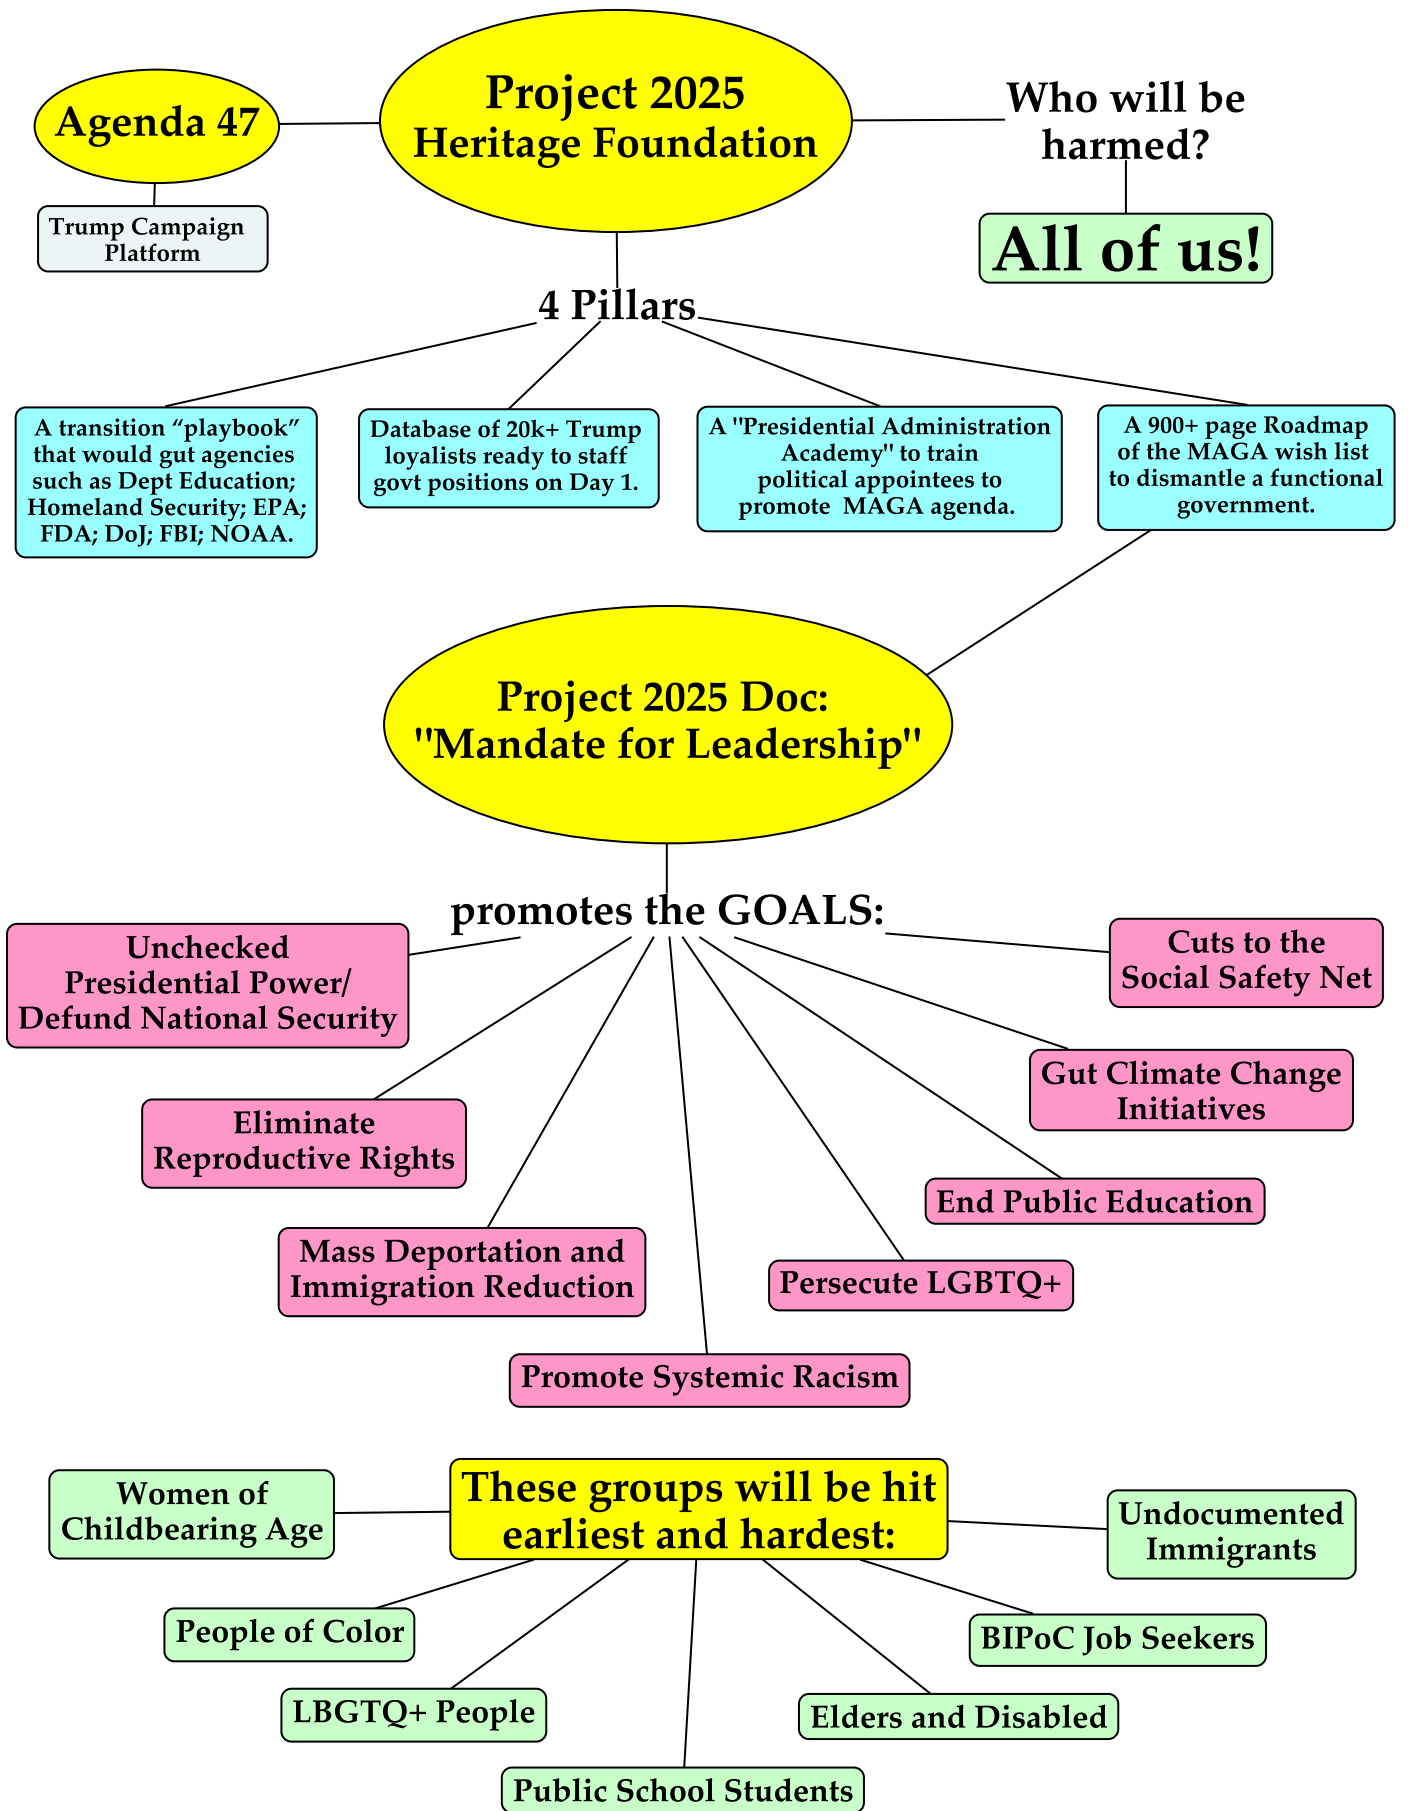 Project 2025
Heritage Foundation
Agenda 47
Trump Campaign
Platform
Who will be
harmed?
All of us!
4 Pillars
A transition “playbook”
that would gut agencies
such as Dept Education;
Homeland Security; EPA;
FDA; DoJ; FBI; NOAA.
Database of 20k+ Trump
loyalists ready to staff
govt positions on Day 1.
A "Presidential Administration
Academy" to train
political appointees to
promote  MAGA agenda.
A 900+ page Roadmap
of the MAGA wish list
to dismantle a functional
government.
Project 2025 Doc:
"Mandate for Leadership"
promotes the GOALS:
Unchecked
Presidential Power/
Defund National Security
Eliminate
Reproductive Rights
Mass Deportation and
Immigration Reduction
Promote Systemic Racism
Persecute LGBTQ+
End Public Education
Gut Climate Change
Initiatives
Cuts to the
Social Safety Net
These groups will be hit
earliest and hardest:
Women of
Childbearing Age
People of Color
LBGTQ+ People
Public School Students
Elders and Disabled
BIPoC Job Seekers
Undocumented
Immigrants